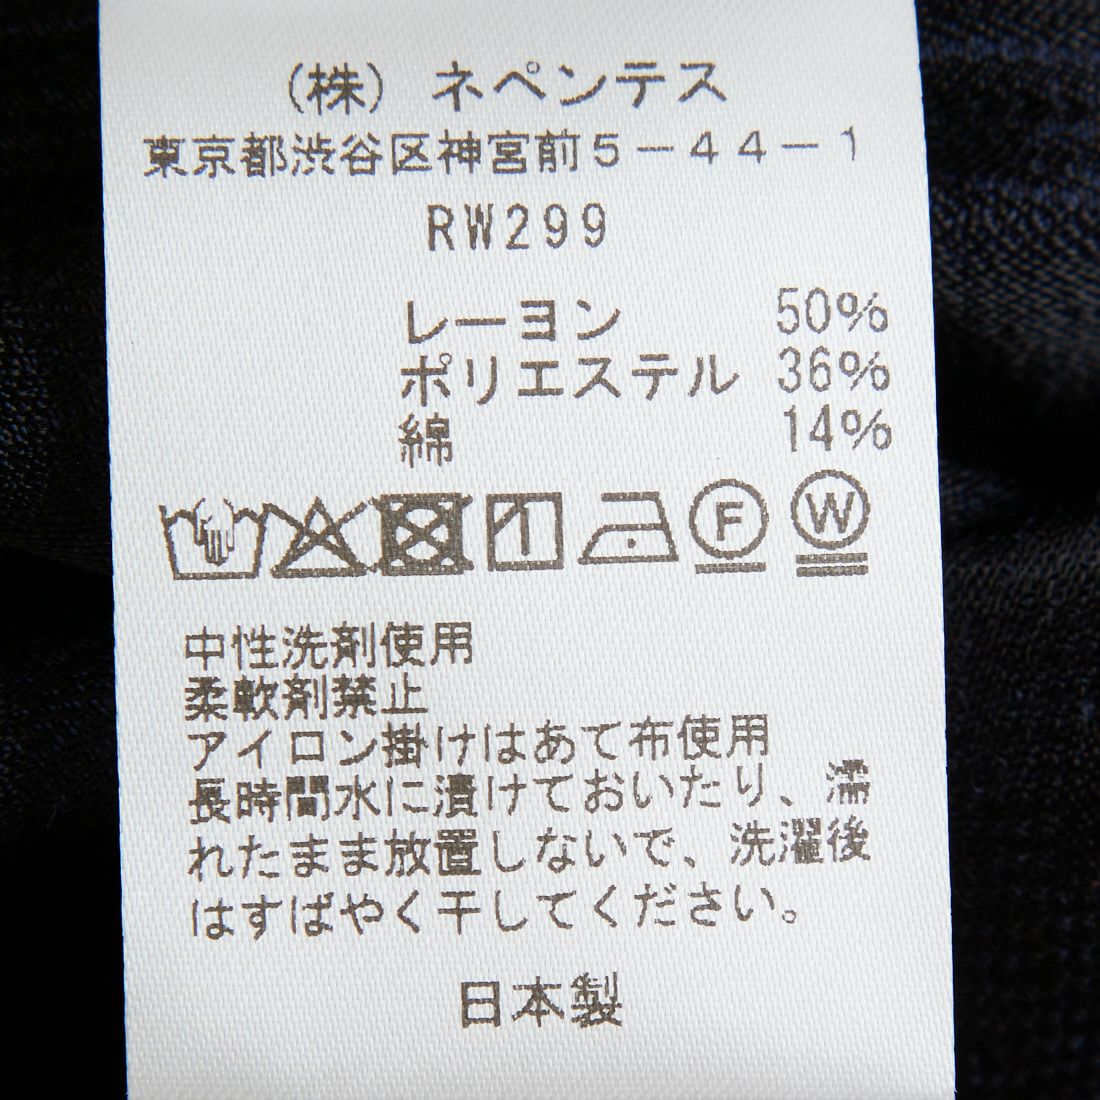 (株) ネペンテス
東京都渋谷区神宮前5-44-1
RW299
レーヨン 50%
ポリエステル 36%
綿 14%
F W
中性洗剤使用
柔軟剤禁止
アイロン掛けはあて布使用
長時間水に漬けておいたり、濡
れたまま放置しないで、洗濯後
はすばやく干してください。
日本製